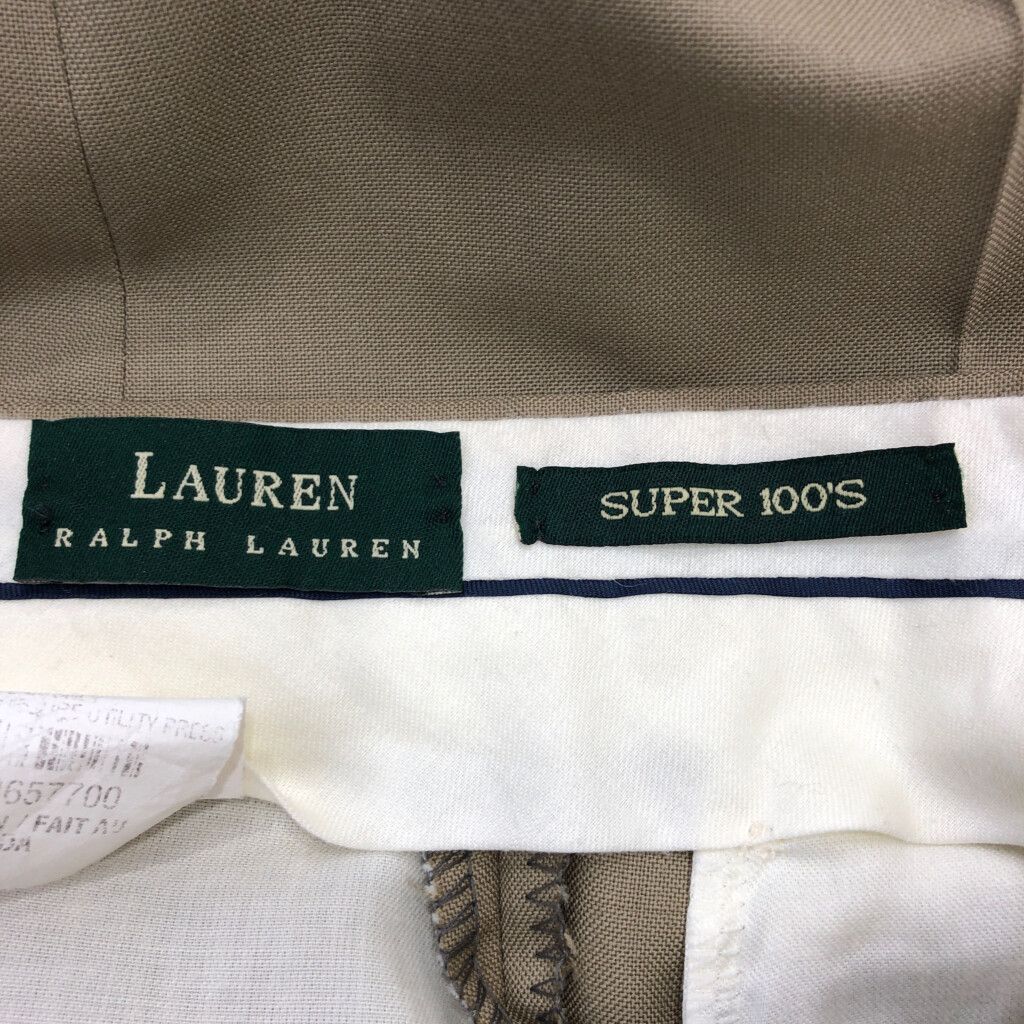 LAUREN
RALPH LAUREN
SUPER 100'S
UTILITY PRESS
657700
/ FAIT AU